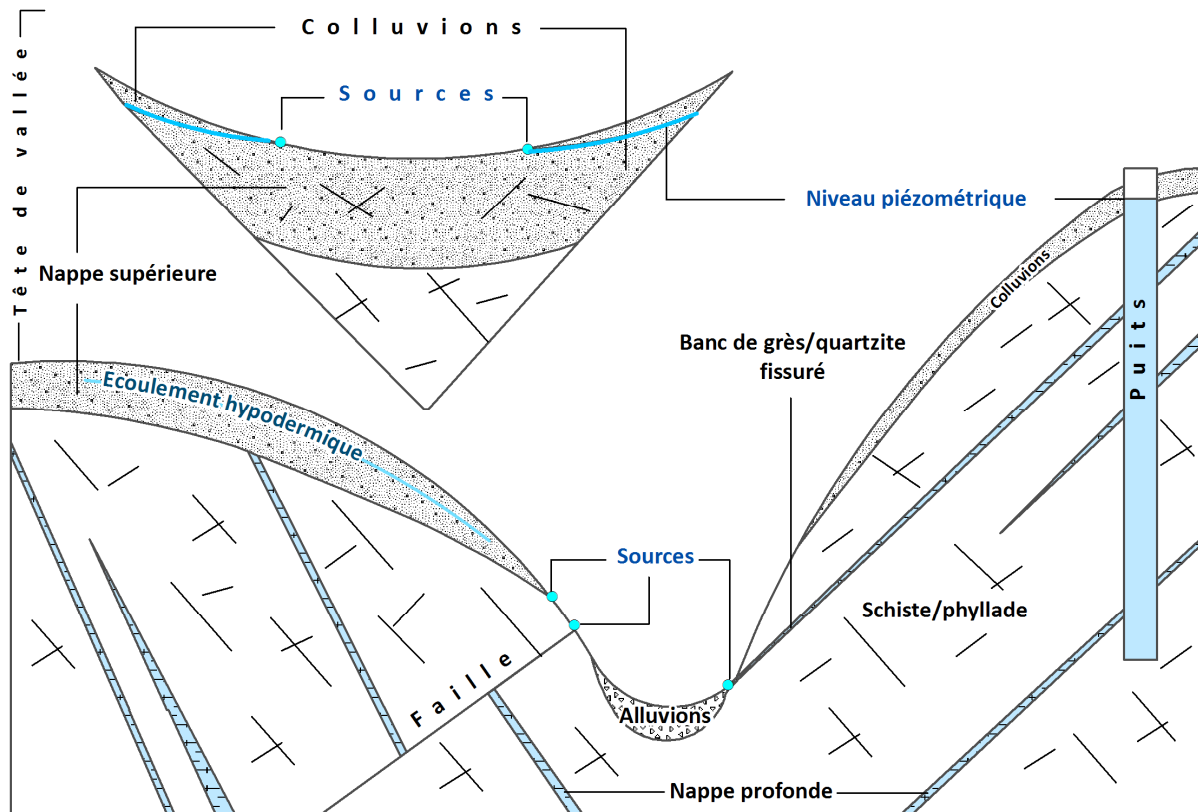 Tête de vallée
Colluvions
Sources
Niveau piézométrique
Nappe supérieure
Colluvions
Puits
Banc de grès/quartzite
fissuré
Ecoulement hypodermique
Sources
Schiste/phyllade
Faille
Alluvions
Nappe profonde